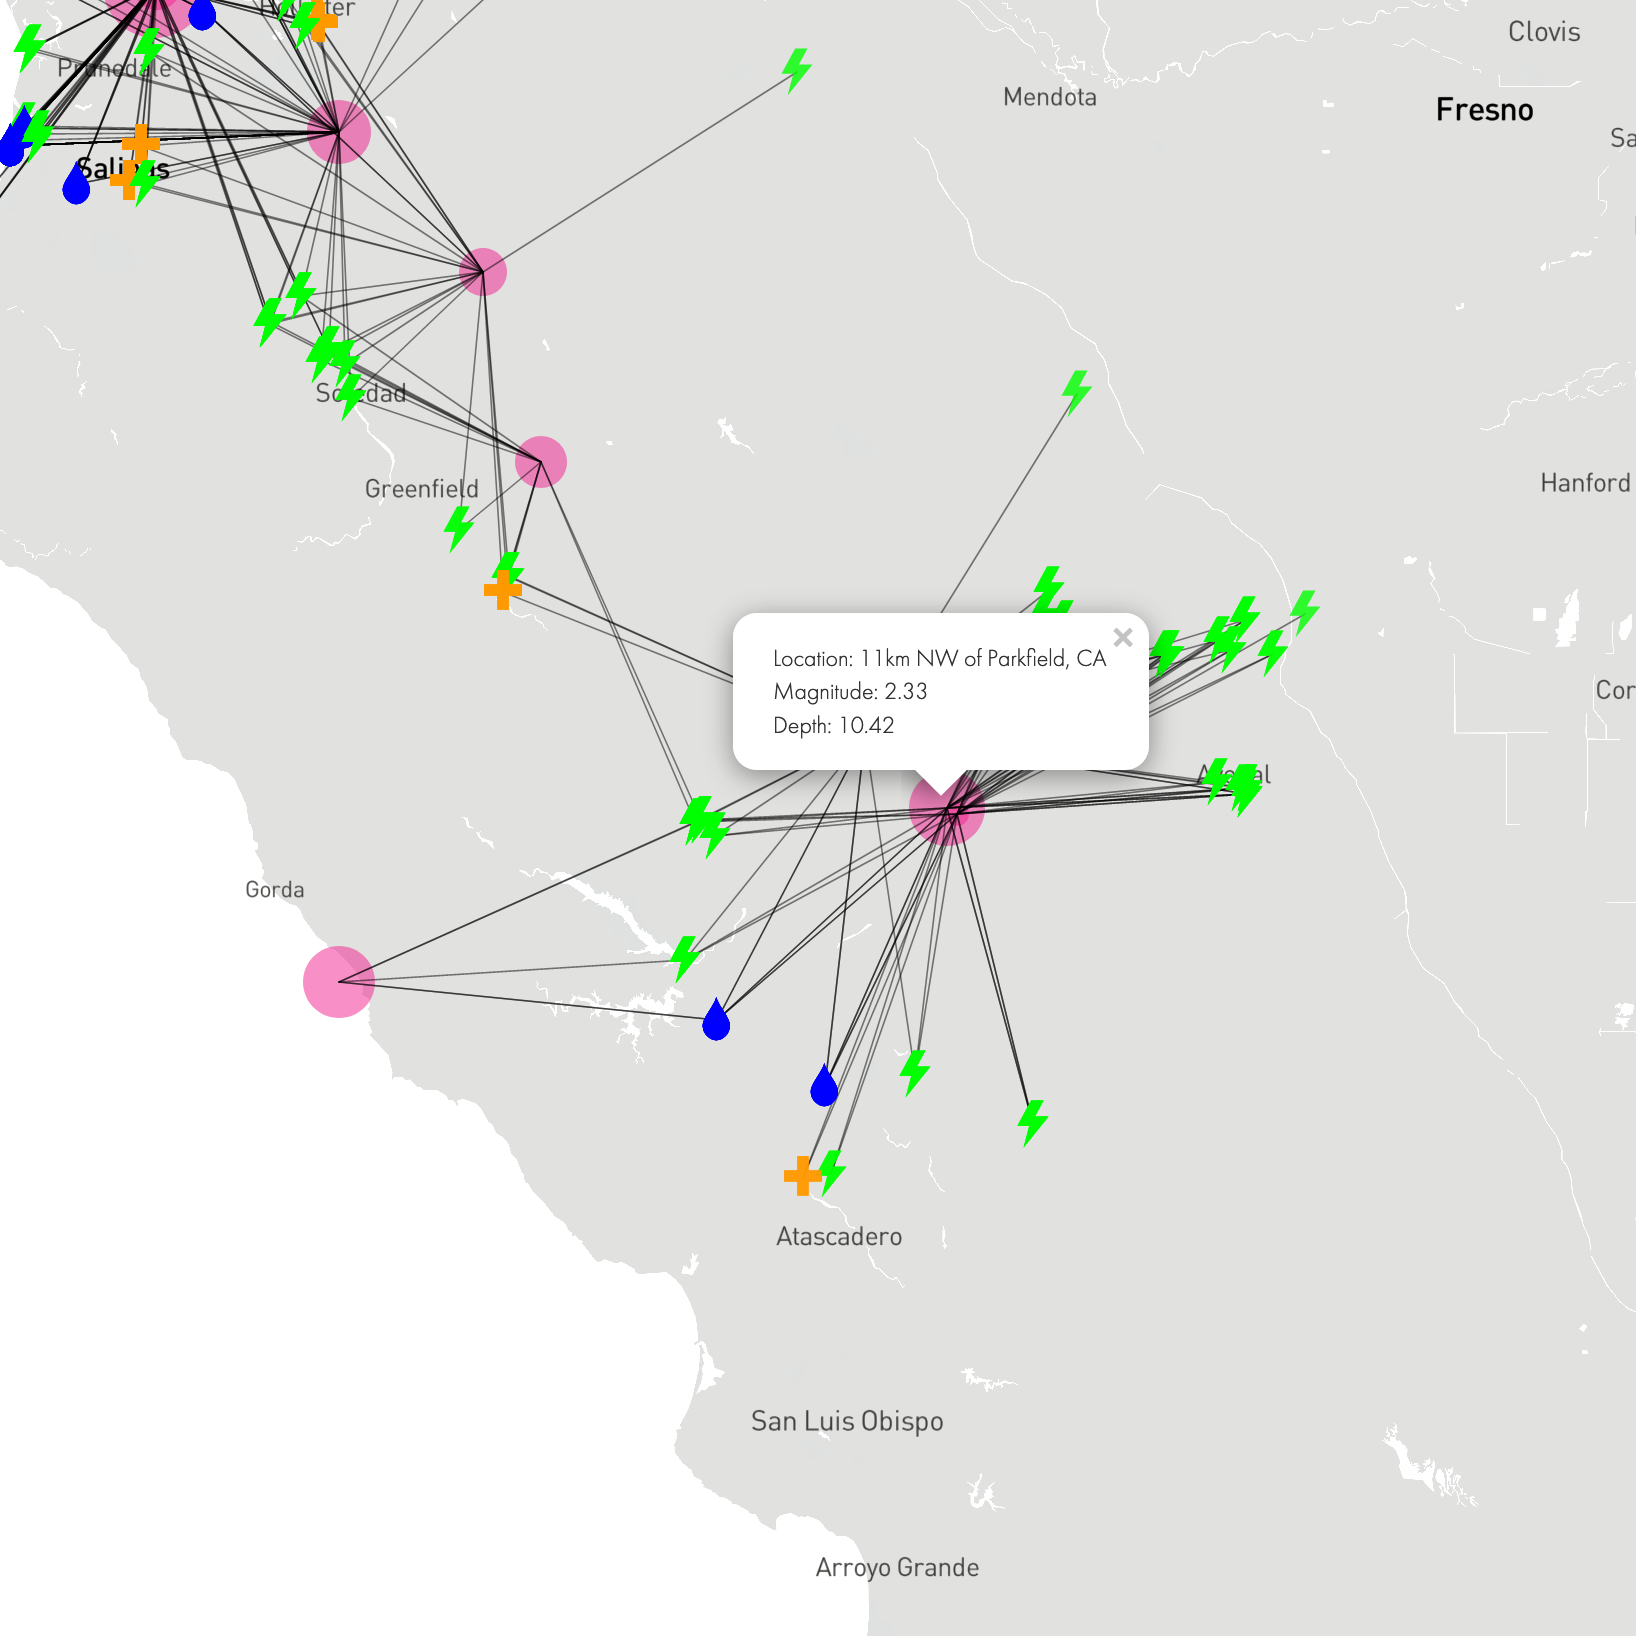 Hollister
Clovis
Prunedale
Mendota
Fresno
Sa
Salinas
Soledad
Greenfield
Hanford
Location: 11km NW of Parkfield, CA
Magnitude: 2.33
Depth: 10.42
Cor
Avenal
Gorda
Atascadero
San Luis Obispo
Arroyo Grande